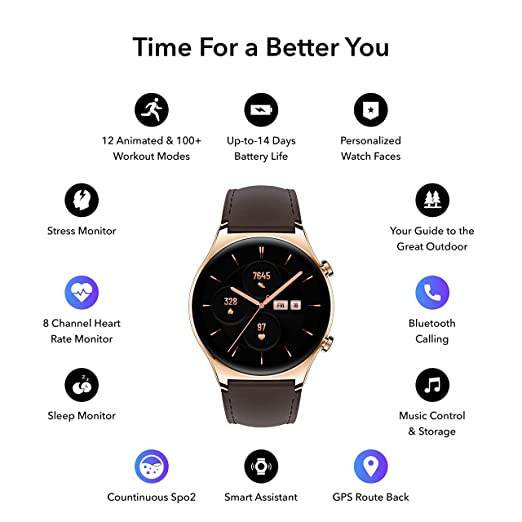 Time For a Better You
12 Animated & 100+
Workout Modes
Up-to-14 Days
Battery Life
Personalized
Watch Faces
Stress Monitor
Your Guide to the
Great Outdoor
7645
328
FRI 18
97
8 Channel Heart
Rate Monitor
Bluetooth
Calling
Sleep Monitor
Music Control
& Storage
Countinuous Spo2
Smart Assistant
GPS Route Back